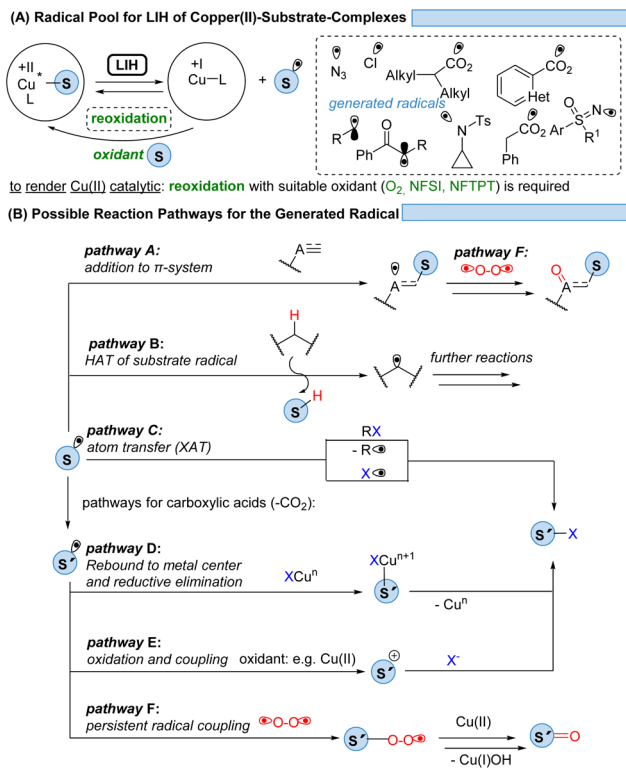 (A) Radical Pool for LIH of Copper(II)-Substrate-Complexes
+II
Cu * S
L
LIH
+I
Cu—L
+ S
reoxidation
oxidant S
N3
Cl
Alkyl CO2
Alkyl
CO2
Het
generated radicals
R
Ph O R
N Ts
CO2
Ph
O
Ar S N
R1
to render Cu(II) catalytic: reoxidation with suitable oxidant (O2, NFSI, NFTPT) is required
(B) Possible Reaction Pathways for the Generated Radical
pathway A:
addition to π-system
A
A S
pathway F:
O-O
O
A S
pathway B:
HAT of substrate radical
H
S H
further reactions
S
pathway C:
atom transfer (XAT)
RX
- R
X
pathways for carboxylic acids (-CO2):
S′ X
S′
pathway D:
Rebound to metal center
and reductive elimination
XCun
XCun+1
S′
- Cun
pathway E:
oxidation and coupling
oxidant: e.g. Cu(II)
S′ ⊕
X-
pathway F:
persistent radical coupling
O-O
S′ O-O
Cu(II)
- Cu(I)OH
S′=O